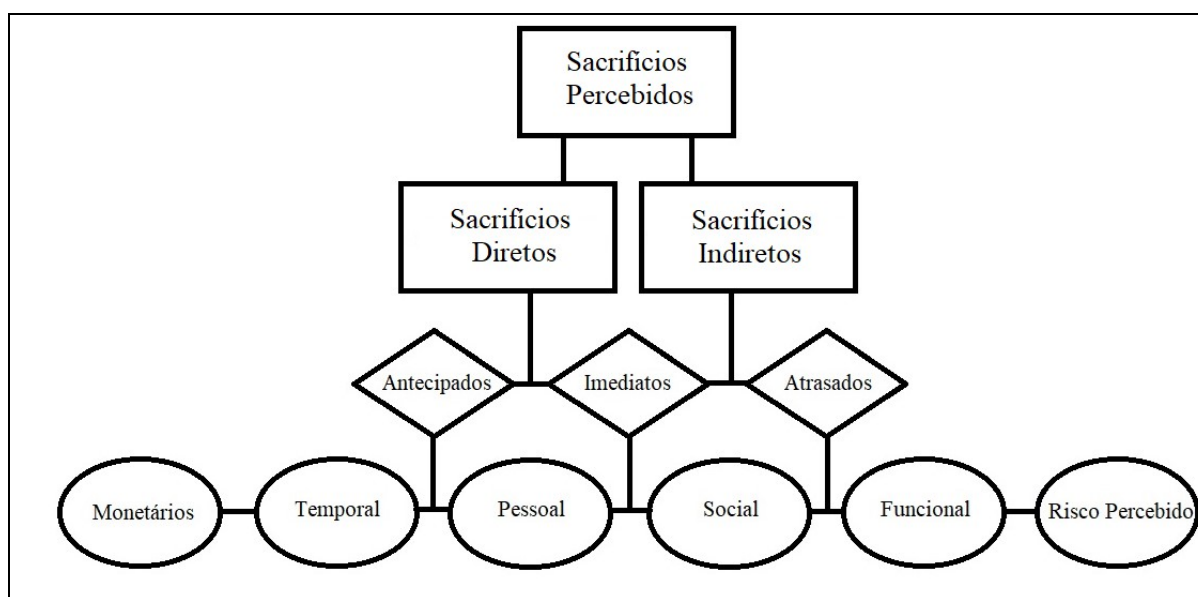 Sacrifícios
Percebidos
Sacrifícios
Diretos
Sacrifícios
Indiretos
Antecipados
Imediatos
Atrasados
Monetários
Temporal
Pessoal
Social
Funcional
Risco Percebido